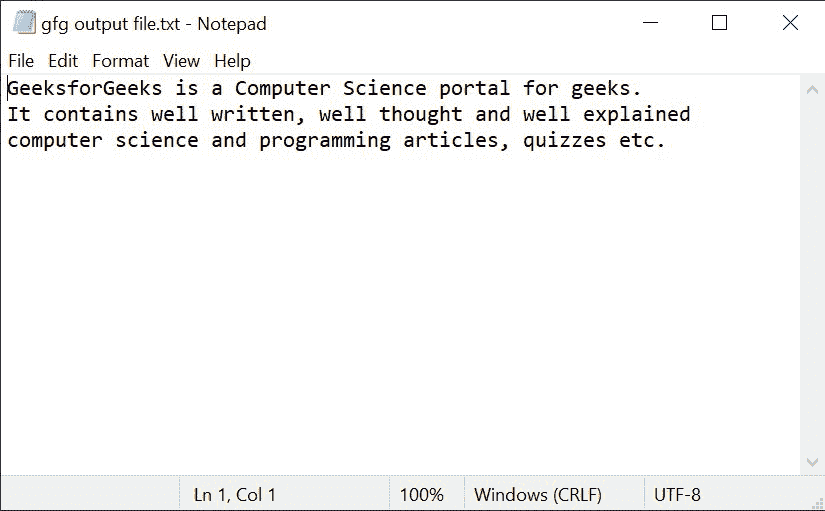 gfg output file.txt - Notepad
File Edit Format View Help
GeeksforGeeks is a Computer Science portal for geeks.
It contains well written, well thought and well explained
computer science and programming articles, quizzes etc.
Ln 1, Col 1 100% Windows (CRLF) UTF-8